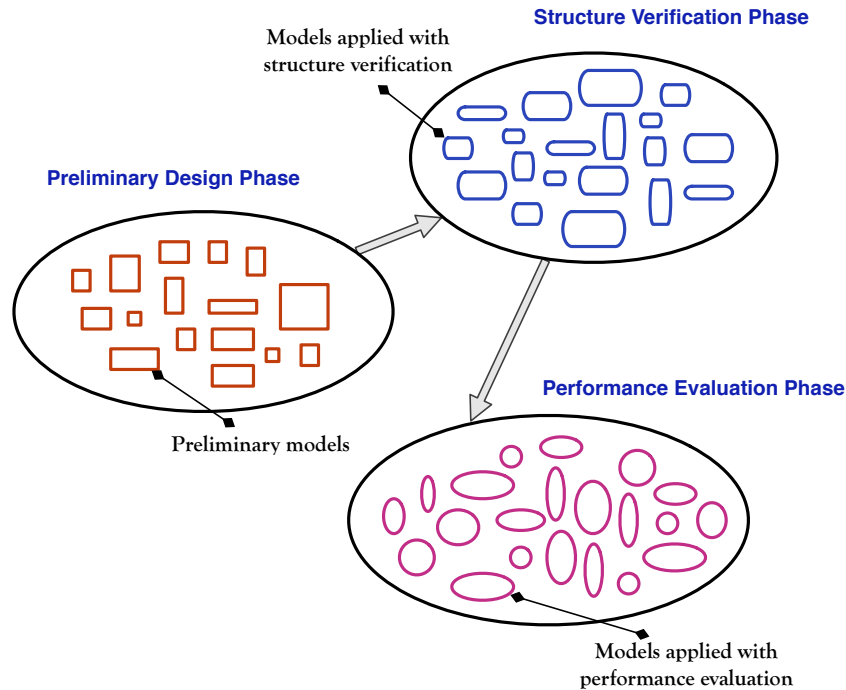 Structure Verification Phase
Models applied with
structure verification
Preliminary Design Phase
Preliminary models
Performance Evaluation Phase
Models applied with
performance evaluation